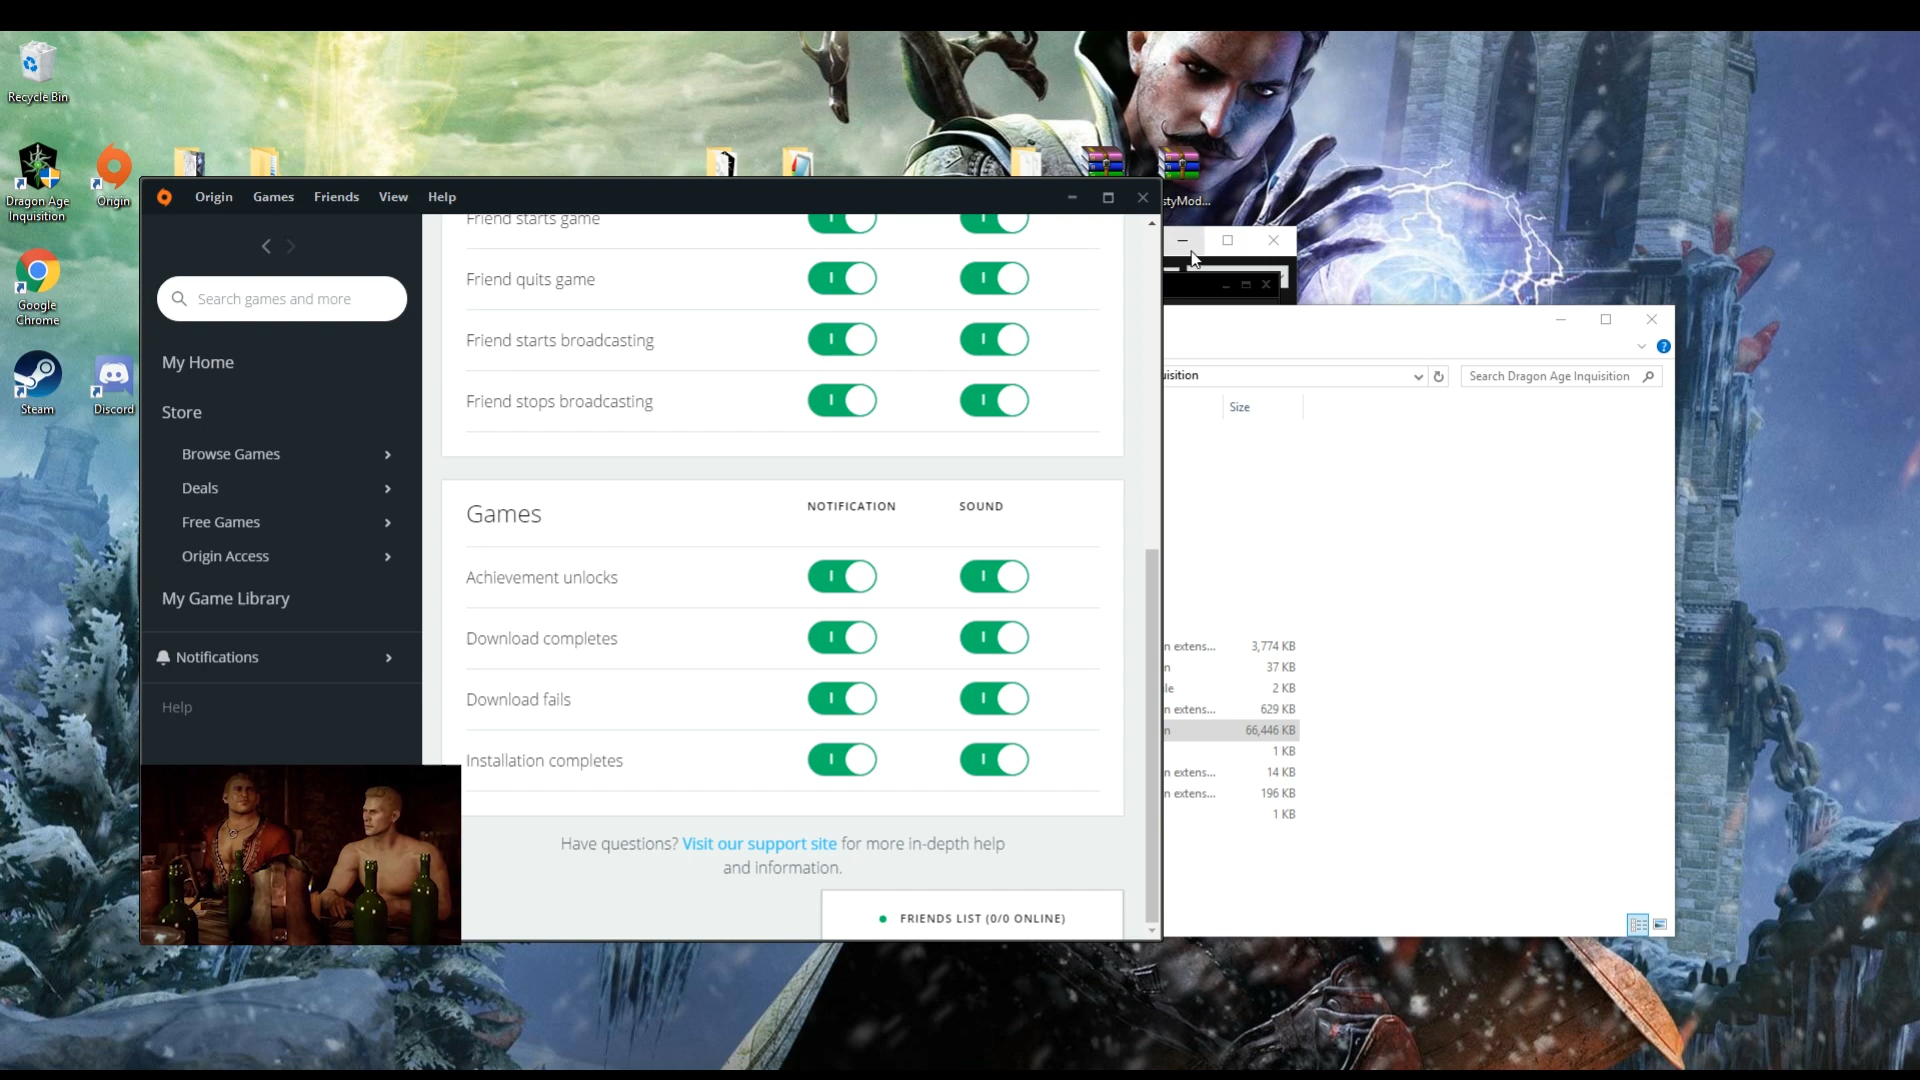 Recycle Bin
Dragon Age
Inquisition
Origin
Google
Chrome
Steam
Discord
Origin Games Friends View Help
Search games and more
My Home
Store
Browse Games
Deals
Free Games
Origin Access
My Game Library
Notifications
Help
Friend starts game
Friend quits game
Friend starts broadcasting
Friend stops broadcasting
Games NOTIFICATION SOUND
Achievement unlocks
Download completes
Download fails
Installation completes
Have questions? Visit our support site for more in-depth help
and information.
FRIENDS LIST (0/0 ONLINE)
styMod...
uisition
Search Dragon Age Inquisition
Size
n extens... 3,774 KB
n 37 KB
le 2 KB
n extens... 629 KB
n 66,446 KB
1 KB
n extens... 14 KB
n extens... 196 KB
1 KB